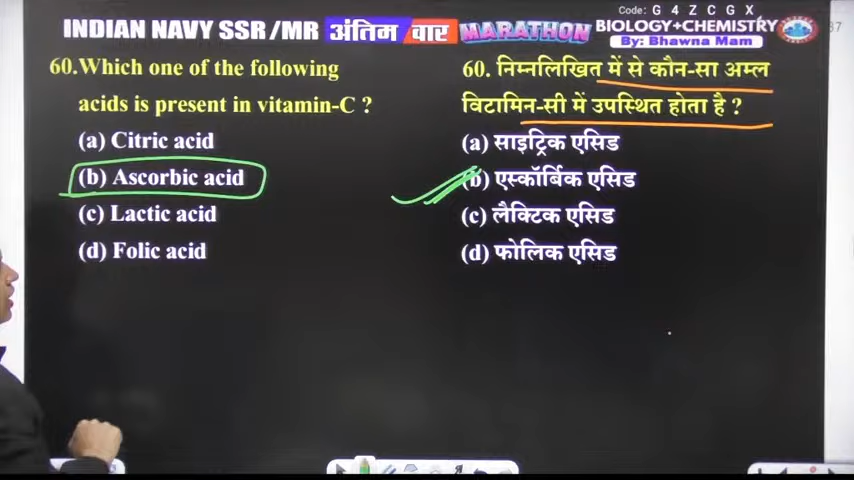 Code: G 4 Z C G X
INDIAN NAVY SSR/MR अंतिम वार MARATHON BIOLOGY+CHEMISTRY
By: Bhawna Mam
60.Which one of the following
acids is present in vitamin-C ?
(a) Citric acid
(b) Ascorbic acid
(c) Lactic acid
(d) Folic acid
60. निम्नलिखित में से कौन-सा अम्ल
विटामिन-सी में उपस्थित होता है ?
(a) साइट्रिक एसिड
(b) एस्कॉर्बिक एसिड
(c) लैक्टिक एसिड
(d) फोलिक एसिड